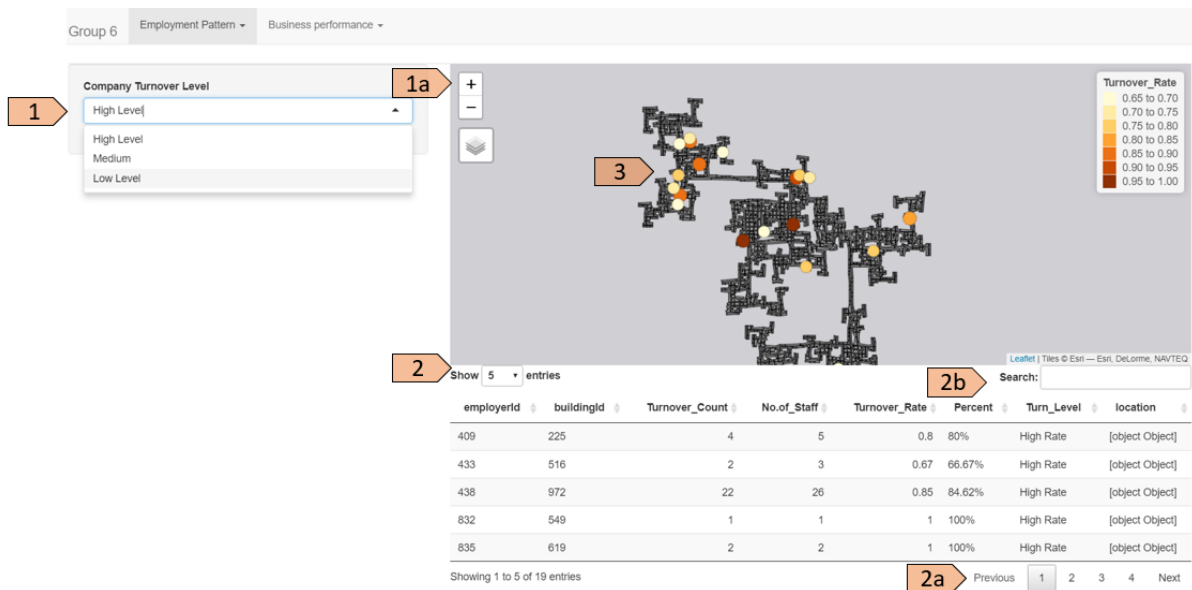 Group 6
Employment Pattern
Business performance
1
Company Turnover Level
High Level
High Level
Medium
Low Level
1a
+
−
3
Turnover_Rate
0.65 to 0.70
0.70 to 0.75
0.75 to 0.80
0.80 to 0.85
0.85 to 0.90
0.90 to 0.95
0.95 to 1.00
Leaflet | Tiles © Esri — Esri, DeLorme, NAVTEQ
2
Show 5 entries
2b
Search:
employerId buildingId Turnover_Count No.of_Staff Turnover_Rate Percent Turn_Level location
409 225 4 5 0.8 80% High Rate [object Object]
433 516 2 3 0.67 66.67% High Rate [object Object]
438 972 22 26 0.85 84.62% High Rate [object Object]
832 549 1 1 1 100% High Rate [object Object]
835 619 2 2 1 100% High Rate [object Object]
Showing 1 to 5 of 19 entries
2a
Previous 1 2 3 4 Next